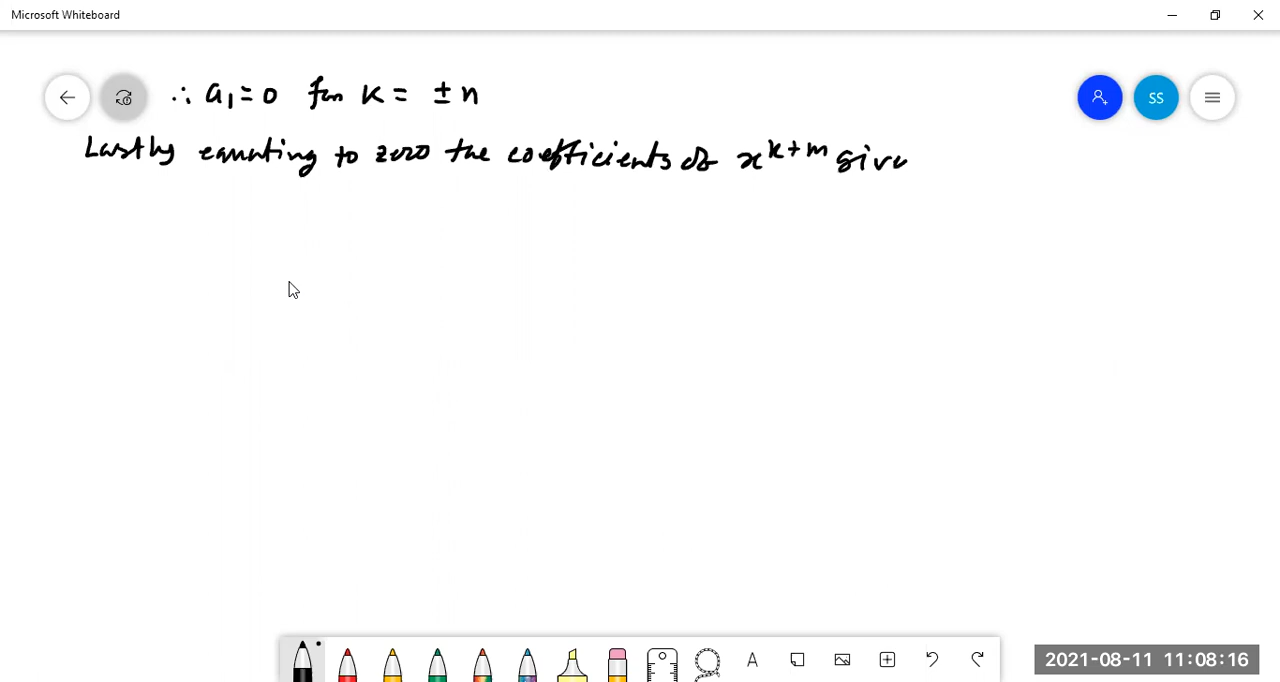 Microsoft Whiteboard
∴ a₁ = 0 for k = ± n
Lastly equating to zero the coefficients of x^{k+m} give
SS
A
2021-08-11 11:08:16